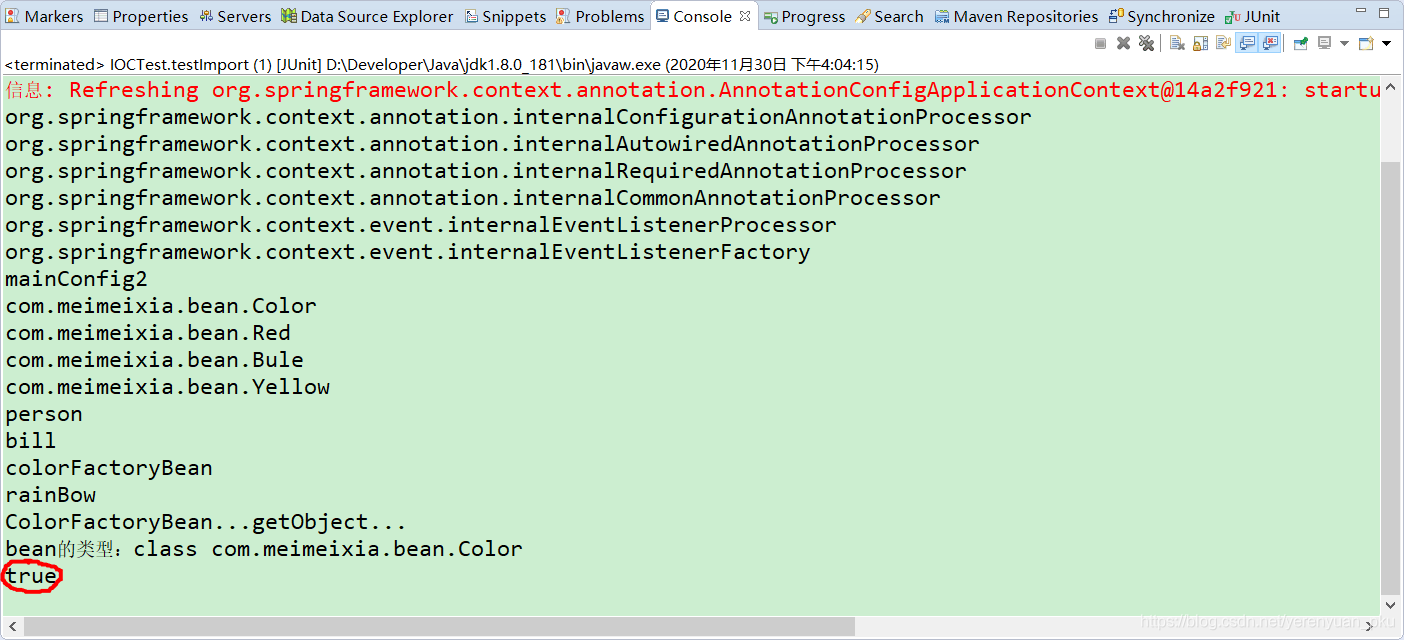 Markers Properties Servers Data Source Explorer Snippets Problems Console Progress Search Maven Repositories Synchronize JUnit
<terminated> IOCTest.testImport (1) [JUnit] D:\Developer\Java\jdk1.8.0_181\bin\javaw.exe (2020年11月30日 下午4:04:15)
信息: Refreshing org.springframework.context.annotation.AnnotationConfigApplicationContext@14a2f921: startu
org.springframework.context.annotation.internalConfigurationAnnotationProcessor
org.springframework.context.annotation.internalAutowiredAnnotationProcessor
org.springframework.context.annotation.internalRequiredAnnotationProcessor
org.springframework.context.annotation.internalCommonAnnotationProcessor
org.springframework.context.event.internalEventListenerProcessor
org.springframework.context.event.internalEventListenerFactory
mainConfig2
com.meimeixia.bean.Color
com.meimeixia.bean.Red
com.meimeixia.bean.Bule
com.meimeixia.bean.Yellow
person
bill
colorFactoryBean
rainBow
ColorFactoryBean...getObject...
bean的类型：class com.meimeixia.bean.Color
true